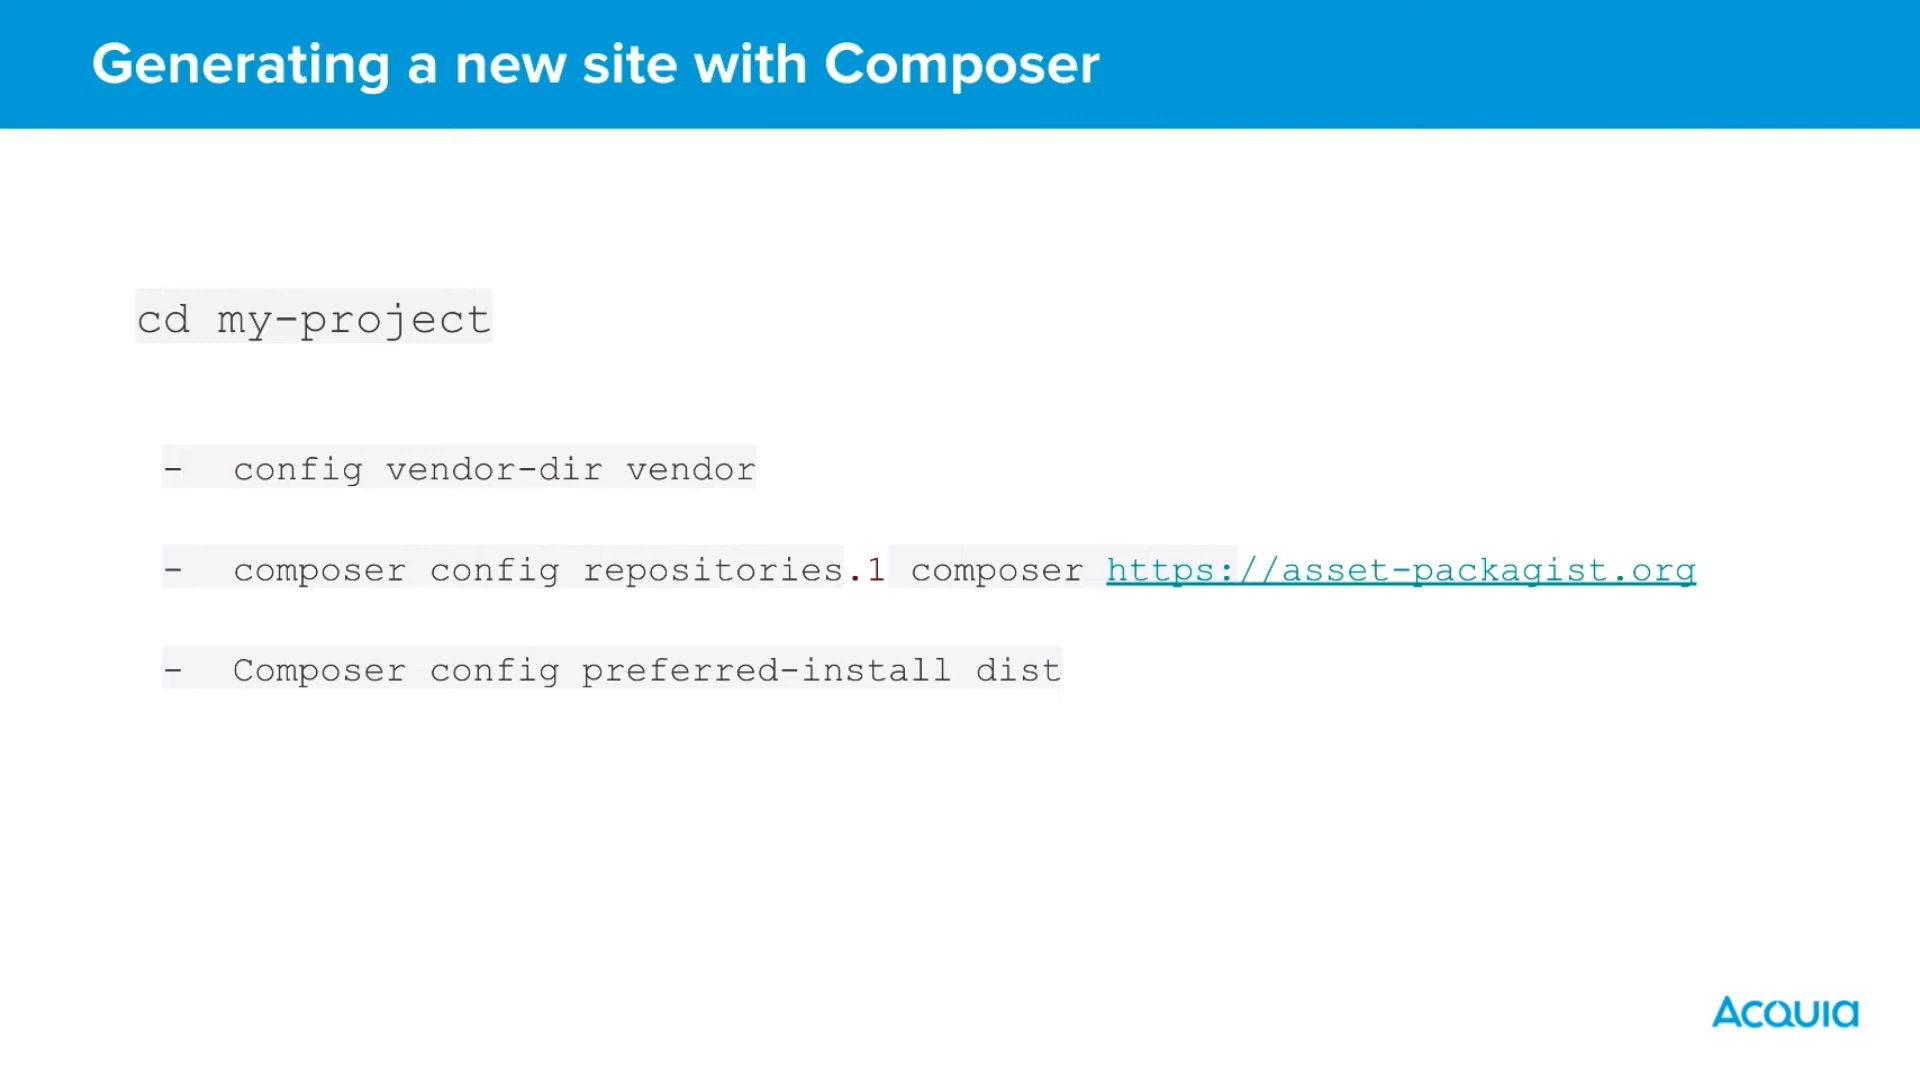 Generating a new site with Composer
cd my-project
- config vendor-dir vendor
- composer config repositories.1 composer https://asset-packagist.org
- Composer config preferred-install dist
ACQUIA